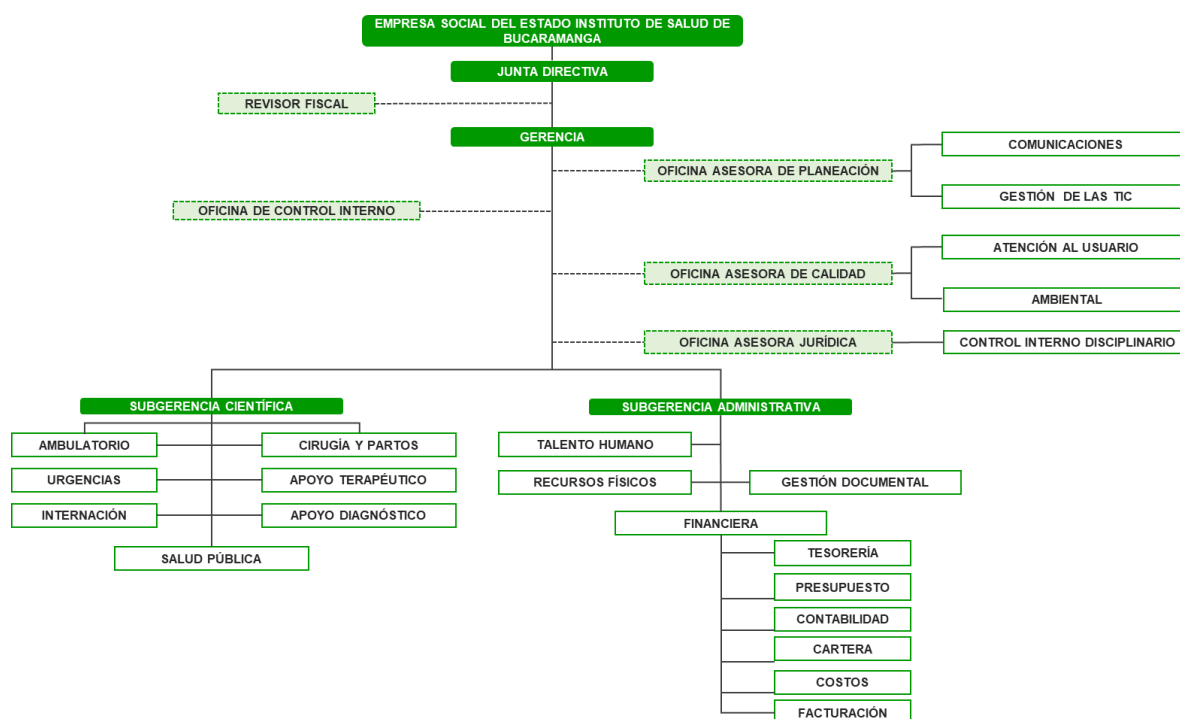 EMPRESA SOCIAL DEL ESTADO INSTITUTO DE SALUD DE
BUCARAMANGA
JUNTA DIRECTIVA
REVISOR FISCAL
GERENCIA
COMUNICACIONES
OFICINA ASESORA DE PLANEACIÓN
GESTIÓN DE LAS TIC
OFICINA DE CONTROL INTERNO
ATENCIÓN AL USUARIO
OFICINA ASESORA DE CALIDAD
AMBIENTAL
OFICINA ASESORA JURÍDICA
CONTROL INTERNO DISCIPLINARIO
SUBGERENCIA CIENTÍFICA
AMBULATORIO
CIRUGÍA Y PARTOS
URGENCIAS
APOYO TERAPÉUTICO
INTERNACIÓN
APOYO DIAGNÓSTICO
SALUD PÚBLICA
SUBGERENCIA ADMINISTRATIVA
TALENTO HUMANO
RECURSOS FÍSICOS
GESTIÓN DOCUMENTAL
FINANCIERA
TESORERÍA
PRESUPUESTO
CONTABILIDAD
CARTERA
COSTOS
FACTURACIÓN